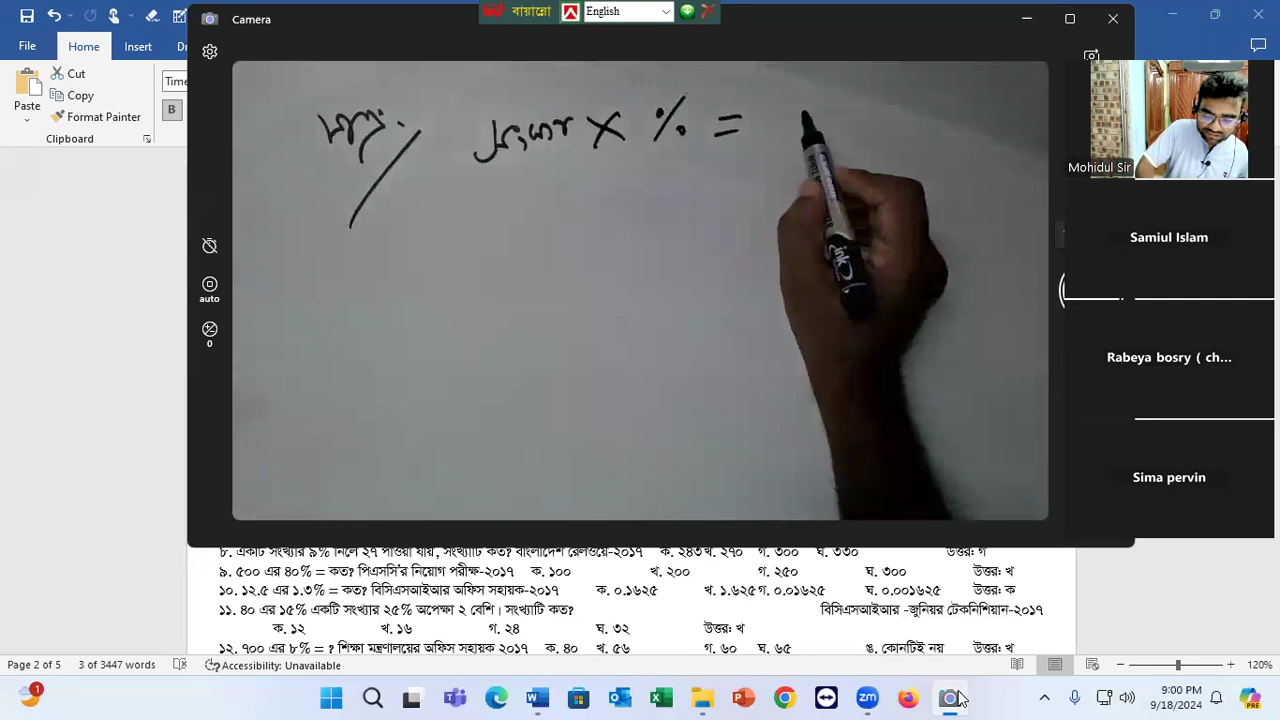 বায়ান্নো English
Camera
File Home Insert
Cut
Copy
Format Painter
Paste
Clipboard
Time
B
auto
0
সংখ্যা × % =
Mohidul Sir
Samiul Islam
Rabeya bosry ( ch...
Sima pervin
৮. একটি সংখ্যার ৯% নিলে ২৭ পাওয়া যায়, সংখ্যাটি কত? বাংলাদেশ রেলওয়ে-২০১৭ ক. ২৪৩ খ. ২৭০ গ. ৩০০ ঘ. ৩৩০ উত্তরঃ গ
৯. ৫০০ এর ৪০% = কত? পিএসসি'র নিয়োগ পরীক্ষ-২০১৭ ক. ১০০ খ. ২০০ গ. ২৫০ ঘ. ৩০০ উত্তরঃ খ
১০. ১২.৫ এর ১.৩% = কত? বিসিএসআইআর অফিস সহায়ক-২০১৭ ক. ০.১৬২৫ খ. ১.৬২৫ গ. ০.০১৬২৫ ঘ. ০.০০১৬২৫ উত্তরঃ ক
১১. ৪০ এর ১৫% একটি সংখ্যার ২৫% অপেক্ষা ২ বেশি। সংখ্যাটি কত? বিসিএসআইআর -জুনিয়র টেকনিশিয়ান-২০১৭
ক. ১২ খ. ১৬ গ. ২৪ ঘ. ৩২ উত্তরঃ খ
১২. ৭০০ এর ৮% = ? শিক্ষা মন্ত্রণালয়ের অফিস সহায়ক ২০১৭ ক. ৪০ খ. ৫৬ গ. ৬০ ঘ. ৬৫ ঙ. কোনটিই নয় উত্তরঃ খ
Page 2 of 5 3 of 3447 words Accessibility: Unavailable 120%
1
9:00 PM
9/18/2024